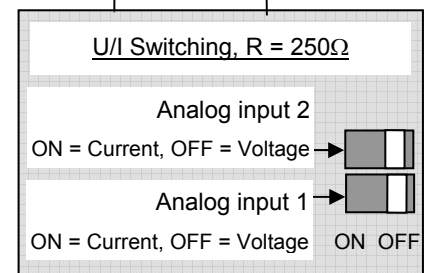 U/I Switching, R = 250Ω
Analog input 2
ON = Current, OFF = Voltage
Analog input 1
ON = Current, OFF = Voltage
ON OFF